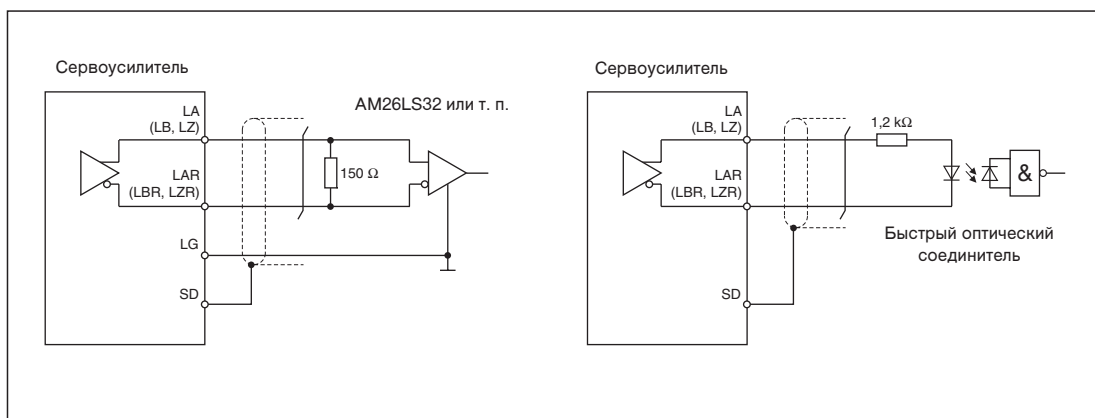 Сервоусилитель
LA
(LB, LZ)
LAR
(LBR, LZR)
LG
SD
AM26LS32 или т. п.
150 Ω
Сервоусилитель
LA
(LB, LZ)
LAR
(LBR, LZR)
SD
1,2 kΩ
&
Быстрый оптический
соединитель